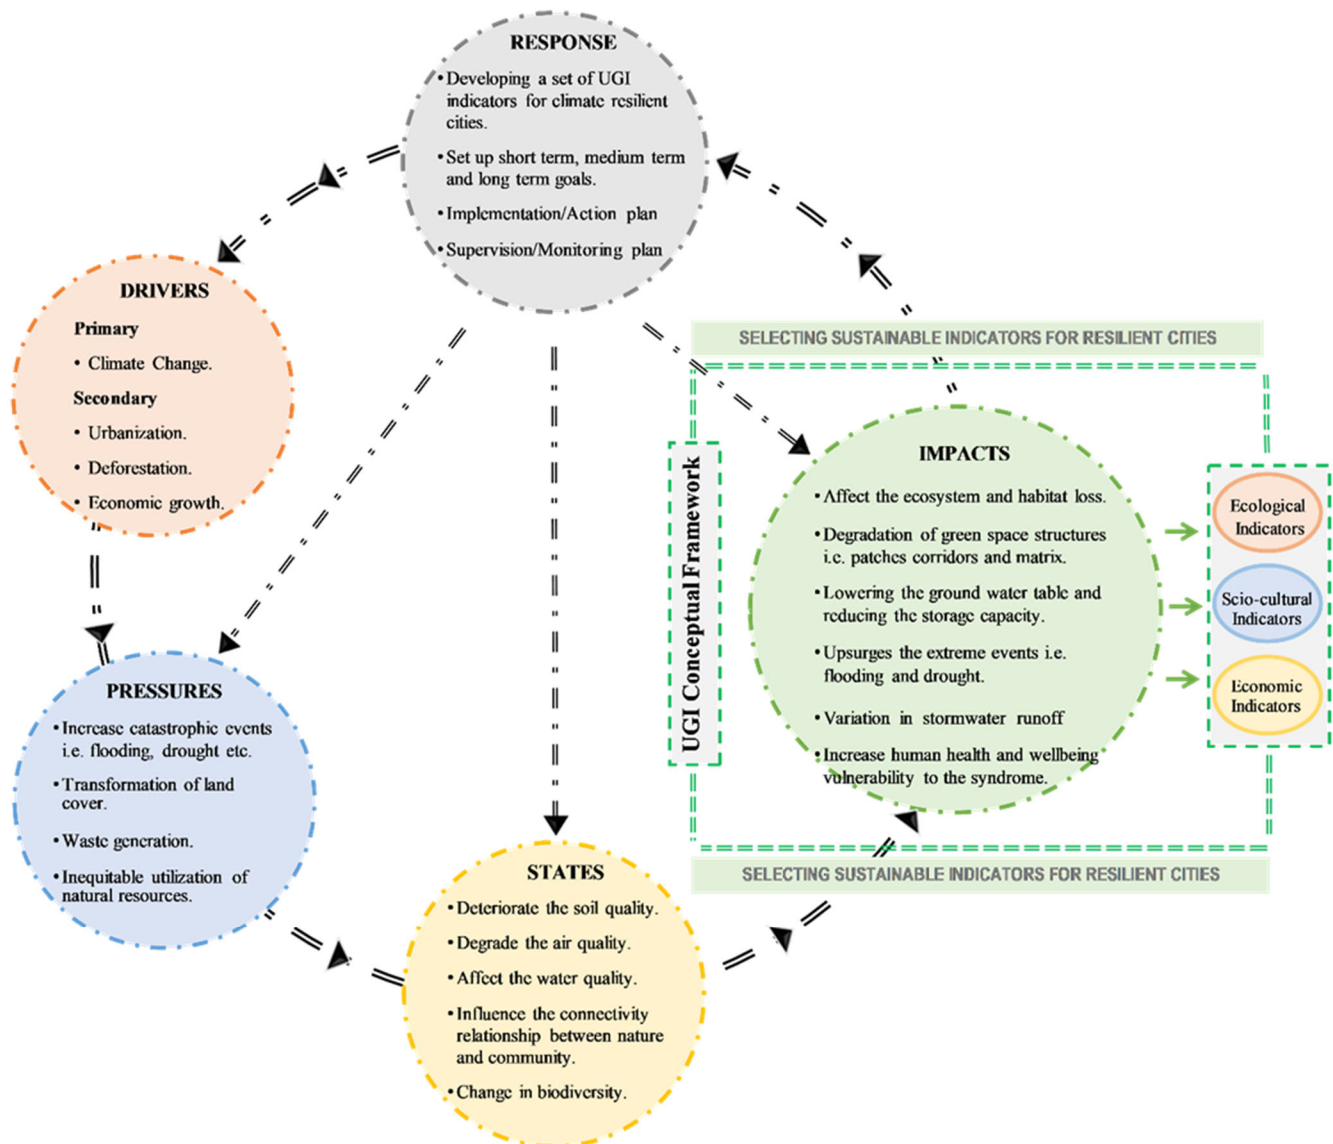 RESPONSE
• Developing a set of UGI
indicators for climate resilient
cities.
• Set up short term, medium term
and long term goals.
• Implementation/Action plan
• Supervision/Monitoring plan
DRIVERS
Primary
• Climate Change.
Secondary
• Urbanization.
• Deforestation.
• Economic growth.
PRESSURES
• Increase catastrophic events
i.e. flooding, drought etc.
• Transformation of land
cover.
• Waste generation.
• Inequitable utilization of
natural resources.
STATES
• Deteriorate the soil quality.
• Degrade the air quality.
• Affect the water quality.
• Influence the connectivity
relationship between nature
and community.
• Change in biodiversity.
SELECTING SUSTAINABLE INDICATORS FOR RESILIENT CITIES
UGI Conceptual Framework
IMPACTS
• Affect the ecosystem and habitat loss.
• Degradation of green space structures
i.e. patches corridors and matrix.
• Lowering the ground water table and
reducing the storage capacity.
• Upsurges the extreme events i.e.
flooding and drought.
• Variation in stormwater runoff
• Increase human health and wellbeing
vulnerability to the syndrome.
Ecological
Indicators
Scio-cultural
Indicators
Economic
Indicators
SELECTING SUSTAINABLE INDICATORS FOR RESILIENT CITIES